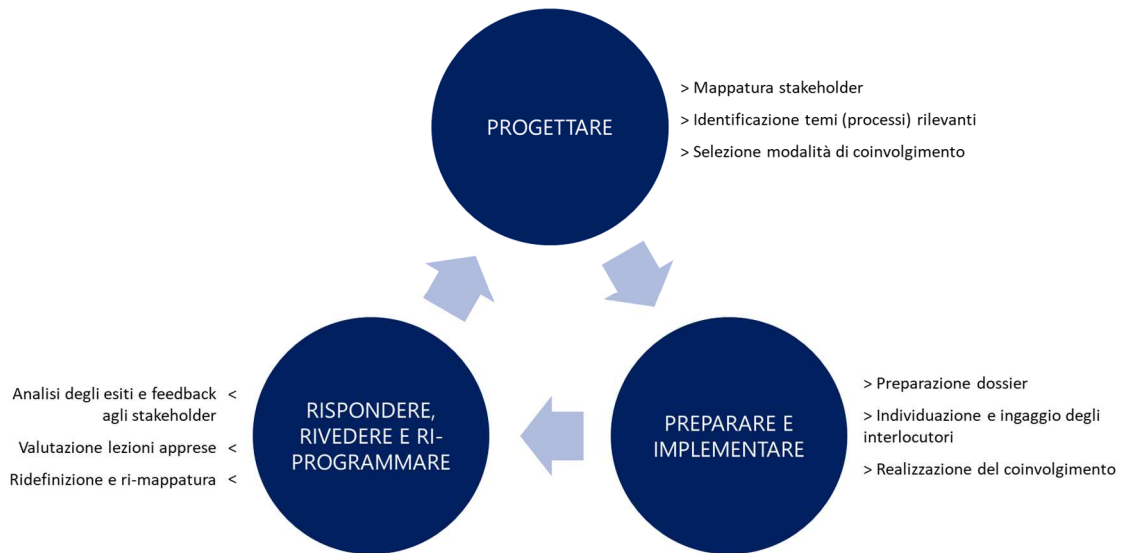 PROGETTARE
> Mappatura stakeholder
> Identificazione temi (processi) rilevanti
> Selezione modalità di coinvolgimento
PREPARARE E
IMPLEMENTARE
> Preparazione dossier
> Individuazione e ingaggio degli
interlocutori
> Realizzazione del coinvolgimento
RISPONDERE,
RIVEDERE E RI-
PROGRAMMARE
Analisi degli esiti e feedback <
agli stakeholder
Valutazione lezioni apprese <
Ridefinizione e ri-mappatura <